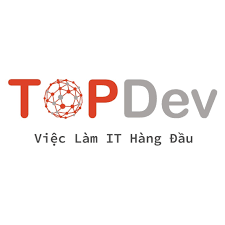 TOPDev
Việc Làm IT Hàng Đầu